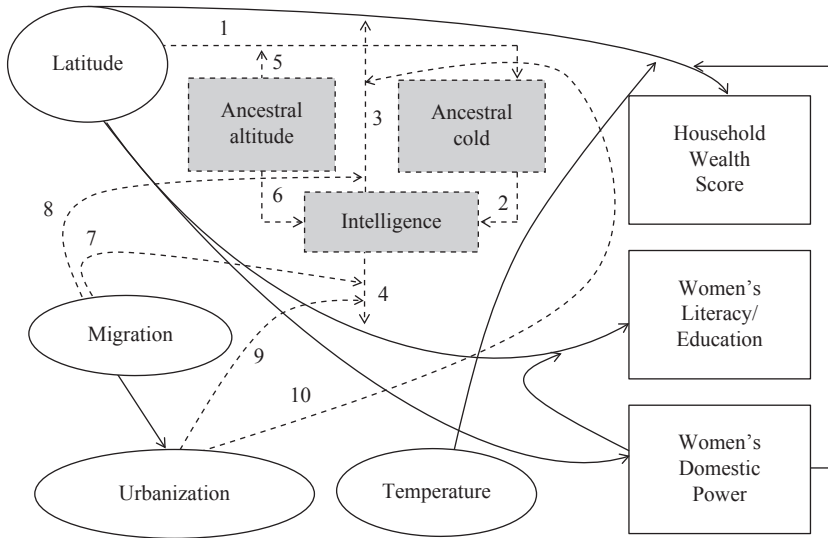 1
Latitude
5
Ancestral
altitude
3
Ancestral
cold
Household
Wealth
Score
8
6
2
Intelligence
7
4
Women's
Literacy/
Education
Migration
9
10
Women's
Domestic
Power
Urbanization
Temperature